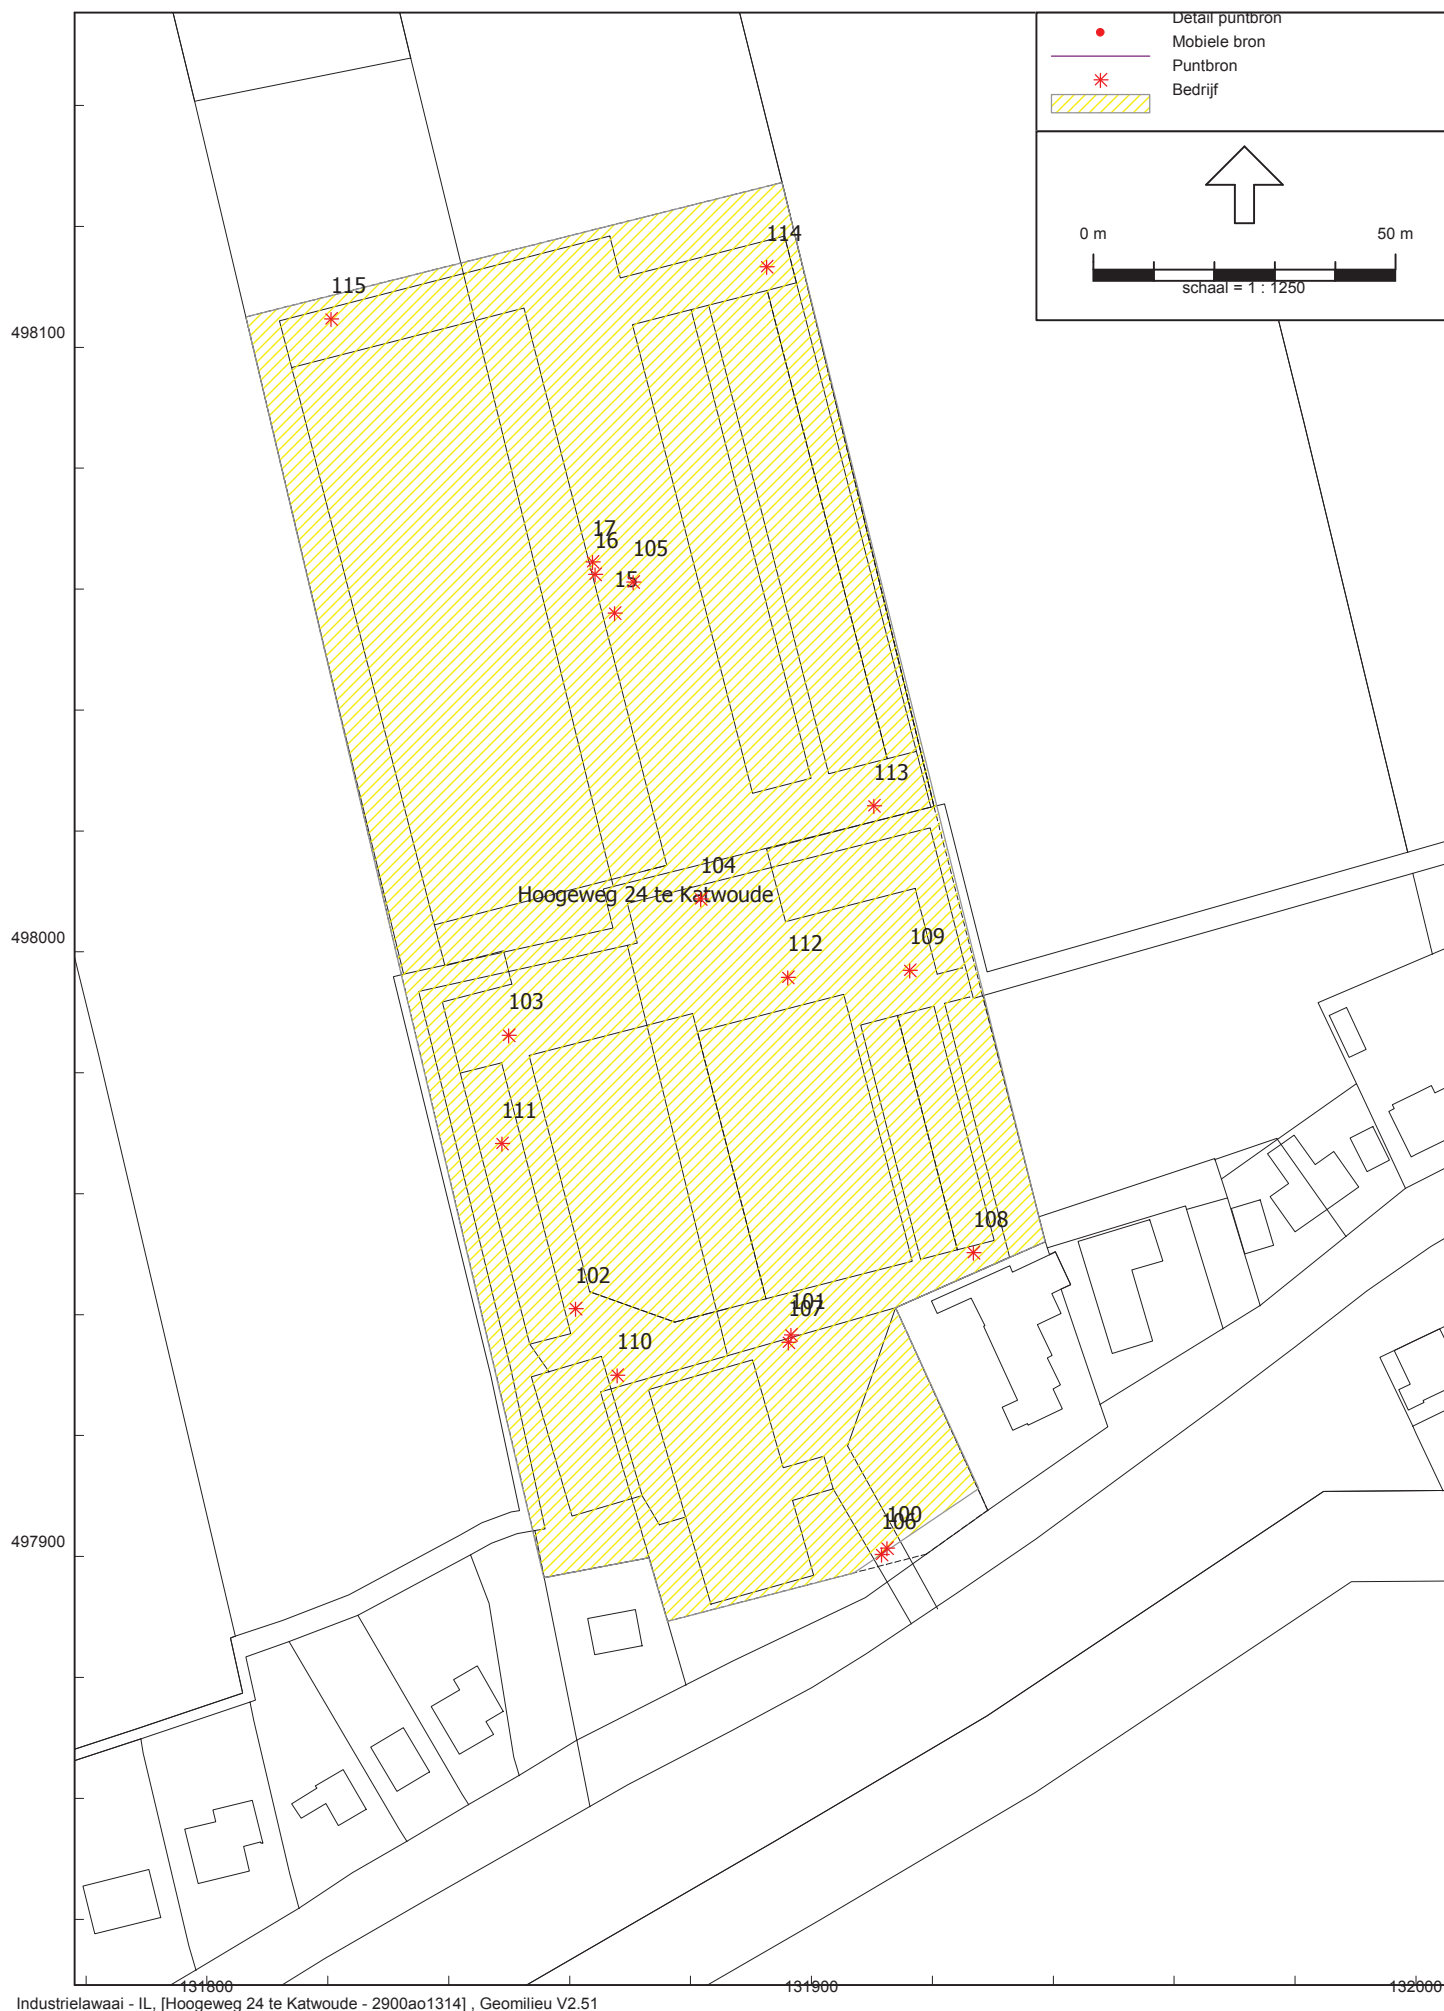 Detail puntbron
Mobiele bron
Puntbron
Bedrijf
0 m 50 m
schaal = 1 : 1250
114
115
498100
17
16
105
15
113
104
Hoogeweg 24 te Katwoude
498000
109
112
103
111
108
102
101
107
110
100
106
497900
131800 131900 132000
Industrielawaai - IL, [Hoogeweg 24 te Katwoude - 2900ao1314] , Geomilieu V2.51